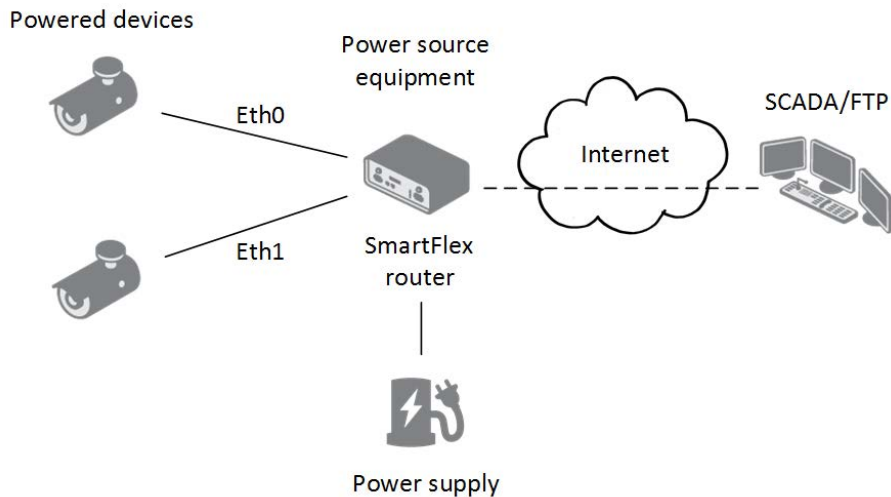 Powered devices
Power source
equipment
SCADA/FTP
Eth0
Internet
Eth1
SmartFlex
router
Power supply